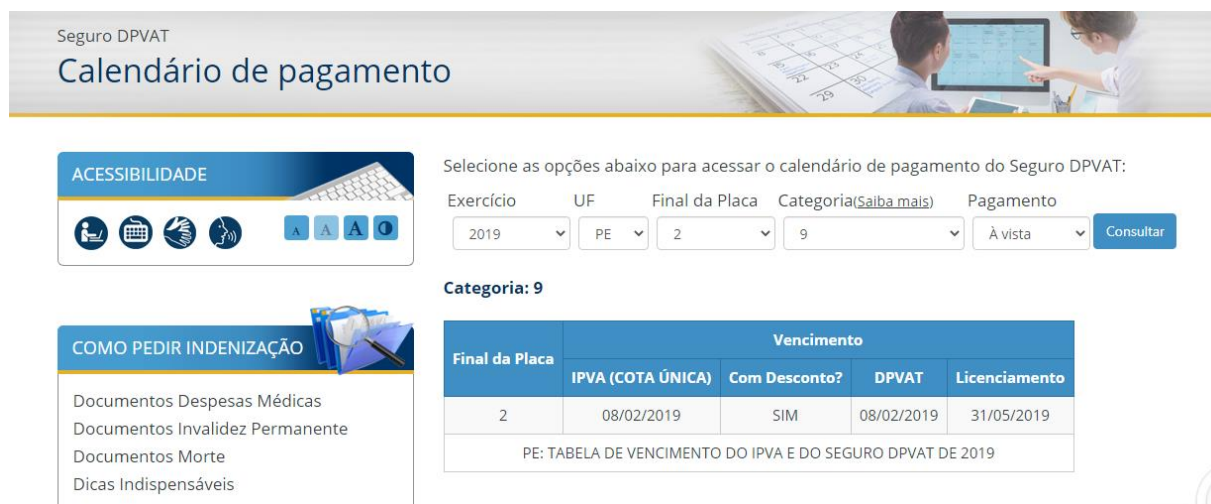 Seguro DPVAT
Calendário de pagamento
22
29
30
ACESSIBILIDADE
A A A
COMO PEDIR INDENIZAÇÃO
Documentos Despesas Médicas
Documentos Invalidez Permanente
Documentos Morte
Dicas Indispensáveis
Selecione as opções abaixo para acessar o calendário de pagamento do Seguro DPVAT:
Exercício UF Final da Placa Categoria(Saiba mais) Pagamento
2019 PE 2 9 À vista Consultar
Categoria: 9
Final da Placa Vencimento
IPVA (COTA ÚNICA) Com Desconto? DPVAT Licenciamento
2 08/02/2019 SIM 08/02/2019 31/05/2019
PE: TABELA DE VENCIMENTO DO IPVA E DO SEGURO DPVAT DE 2019